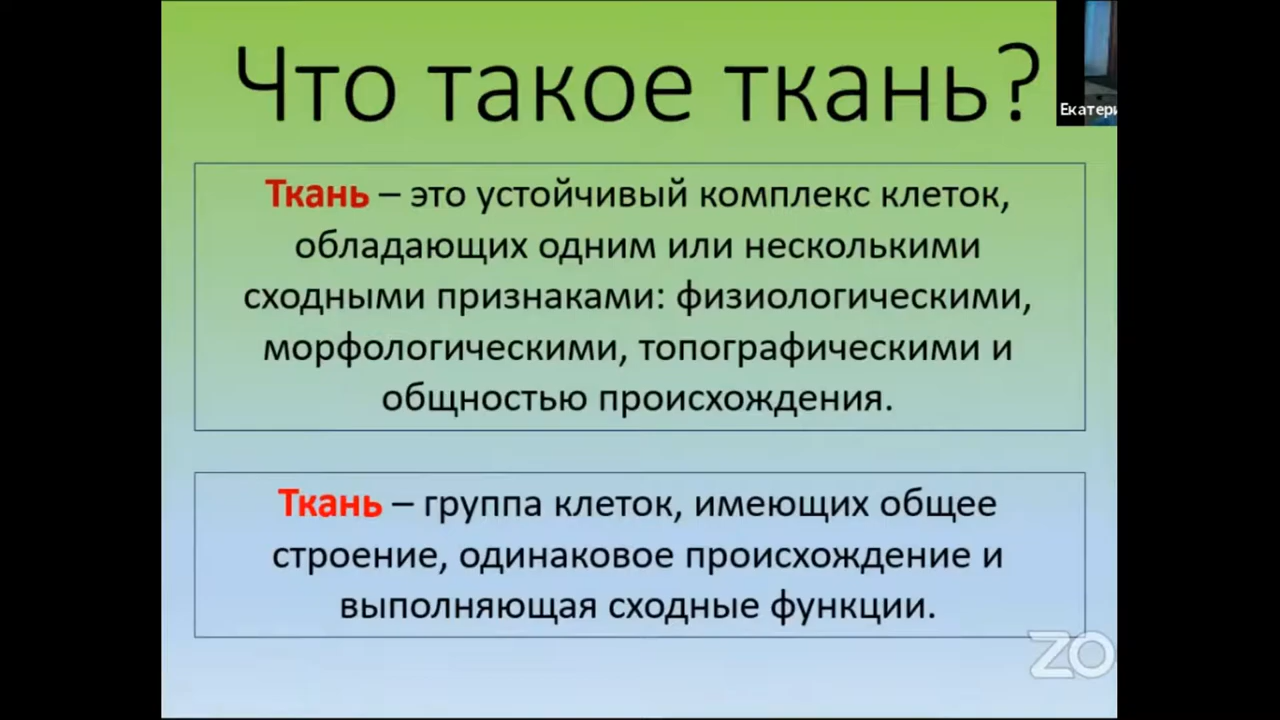 Что такое ткань?
Ткань – это устойчивый комплекс клеток,
обладающих одним или несколькими
сходными признаками: физиологическими,
морфологическими, топографическими и
общностью происхождения.
Ткань – группа клеток, имеющих общее
строение, одинаковое происхождение и
выполняющая сходные функции.